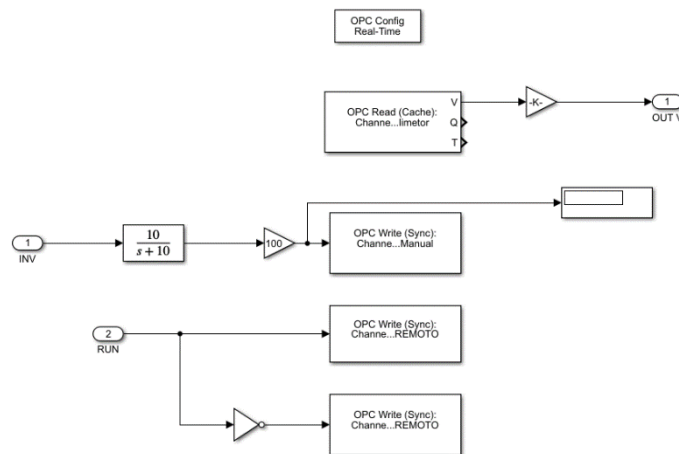 OPC Config
Real-Time
OPC Read (Cache):
Channe...limetor
V
Q
T
-K-
1
OUT V
1
INV
10
s + 10
100
OPC Write (Sync):
Channe...Manual
2
RUN
OPC Write (Sync):
Channe...REMOTO
OPC Write (Sync):
Channe...REMOTO